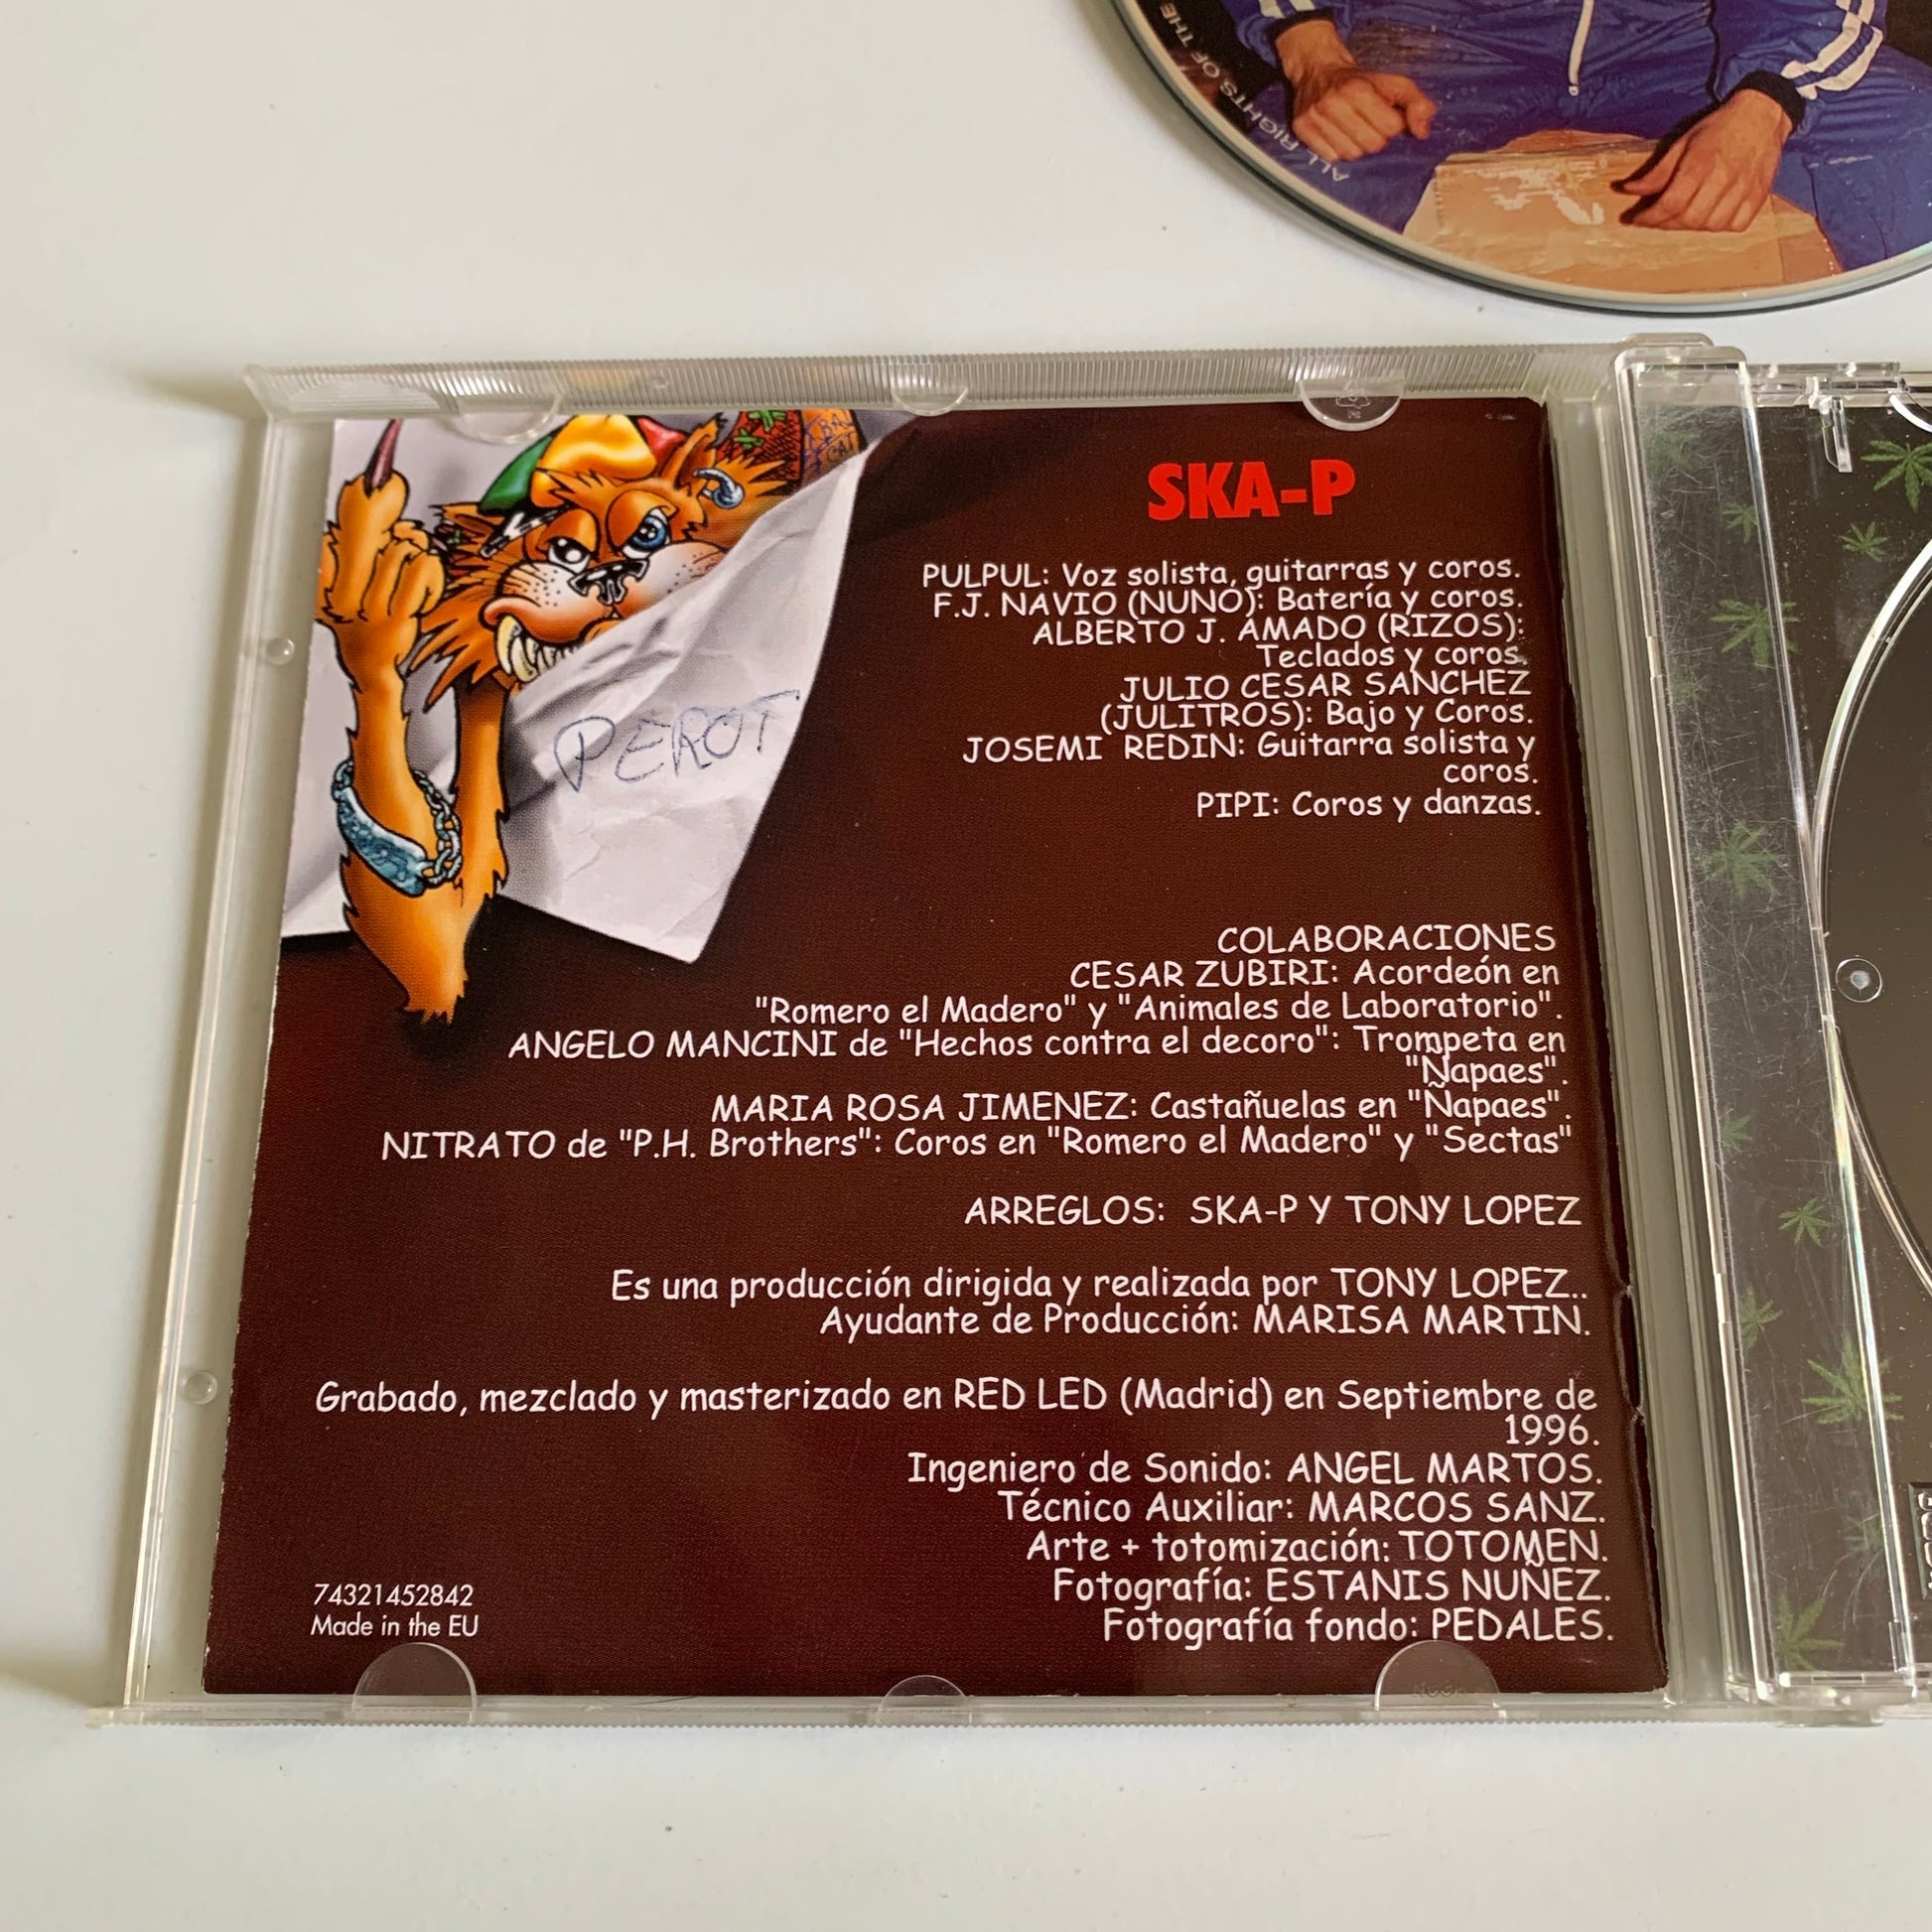 ALL RIGHTS OF THE
SKA-P
PULPUL: Voz solista, guitarras y coros.
F.J. NAVIO (NUNO): Batería y coros.
ALBERTO J. AMADO (RIZOS):
Teclados y coros.
JULIO CESAR SANCHEZ
(JULITROS): Bajo y Coros.
JOSEMI REDIN: Guitarra solista y
coros.
PIPI: Coros y danzas.
PEROT
COLABORACIONES
CESAR ZUBIRI: Acordeón en
"Romero el Madero" y "Animales de Laboratorio".
ANGELO MANCINI de "Hechos contra el decoro": Trompeta en
"Ñapaes".
MARIA ROSA JIMENEZ: Castañuelas en "Ñapaes".
NITRATO de "P.H. Brothers": Coros en "Romero el Madero" y "Sectas"
ARREGLOS: SKA-P Y TONY LOPEZ
Es una producción dirigida y realizada por TONY LOPEZ..
Ayudante de Producción: MARISA MARTIN.
Grabado, mezclado y masterizado en RED LED (Madrid) en Septiembre de
1996.
Ingeniero de Sonido: ANGEL MARTOS.
Técnico Auxiliar: MARCOS SANZ.
Arte + totomización: TOTOMEN.
Fotografía: ESTANIS NUÑEZ.
Fotografía fondo: PEDALES.
74321452842
Made in the EU